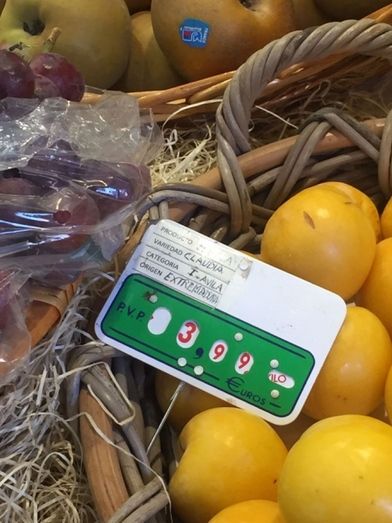 PRODUCTO
VARIEDAD CLAUDIA
CATEGORIA I-AVILA
ORIGEN EXTREMADURA
P.V.P. 3,99 KILO
EUROS